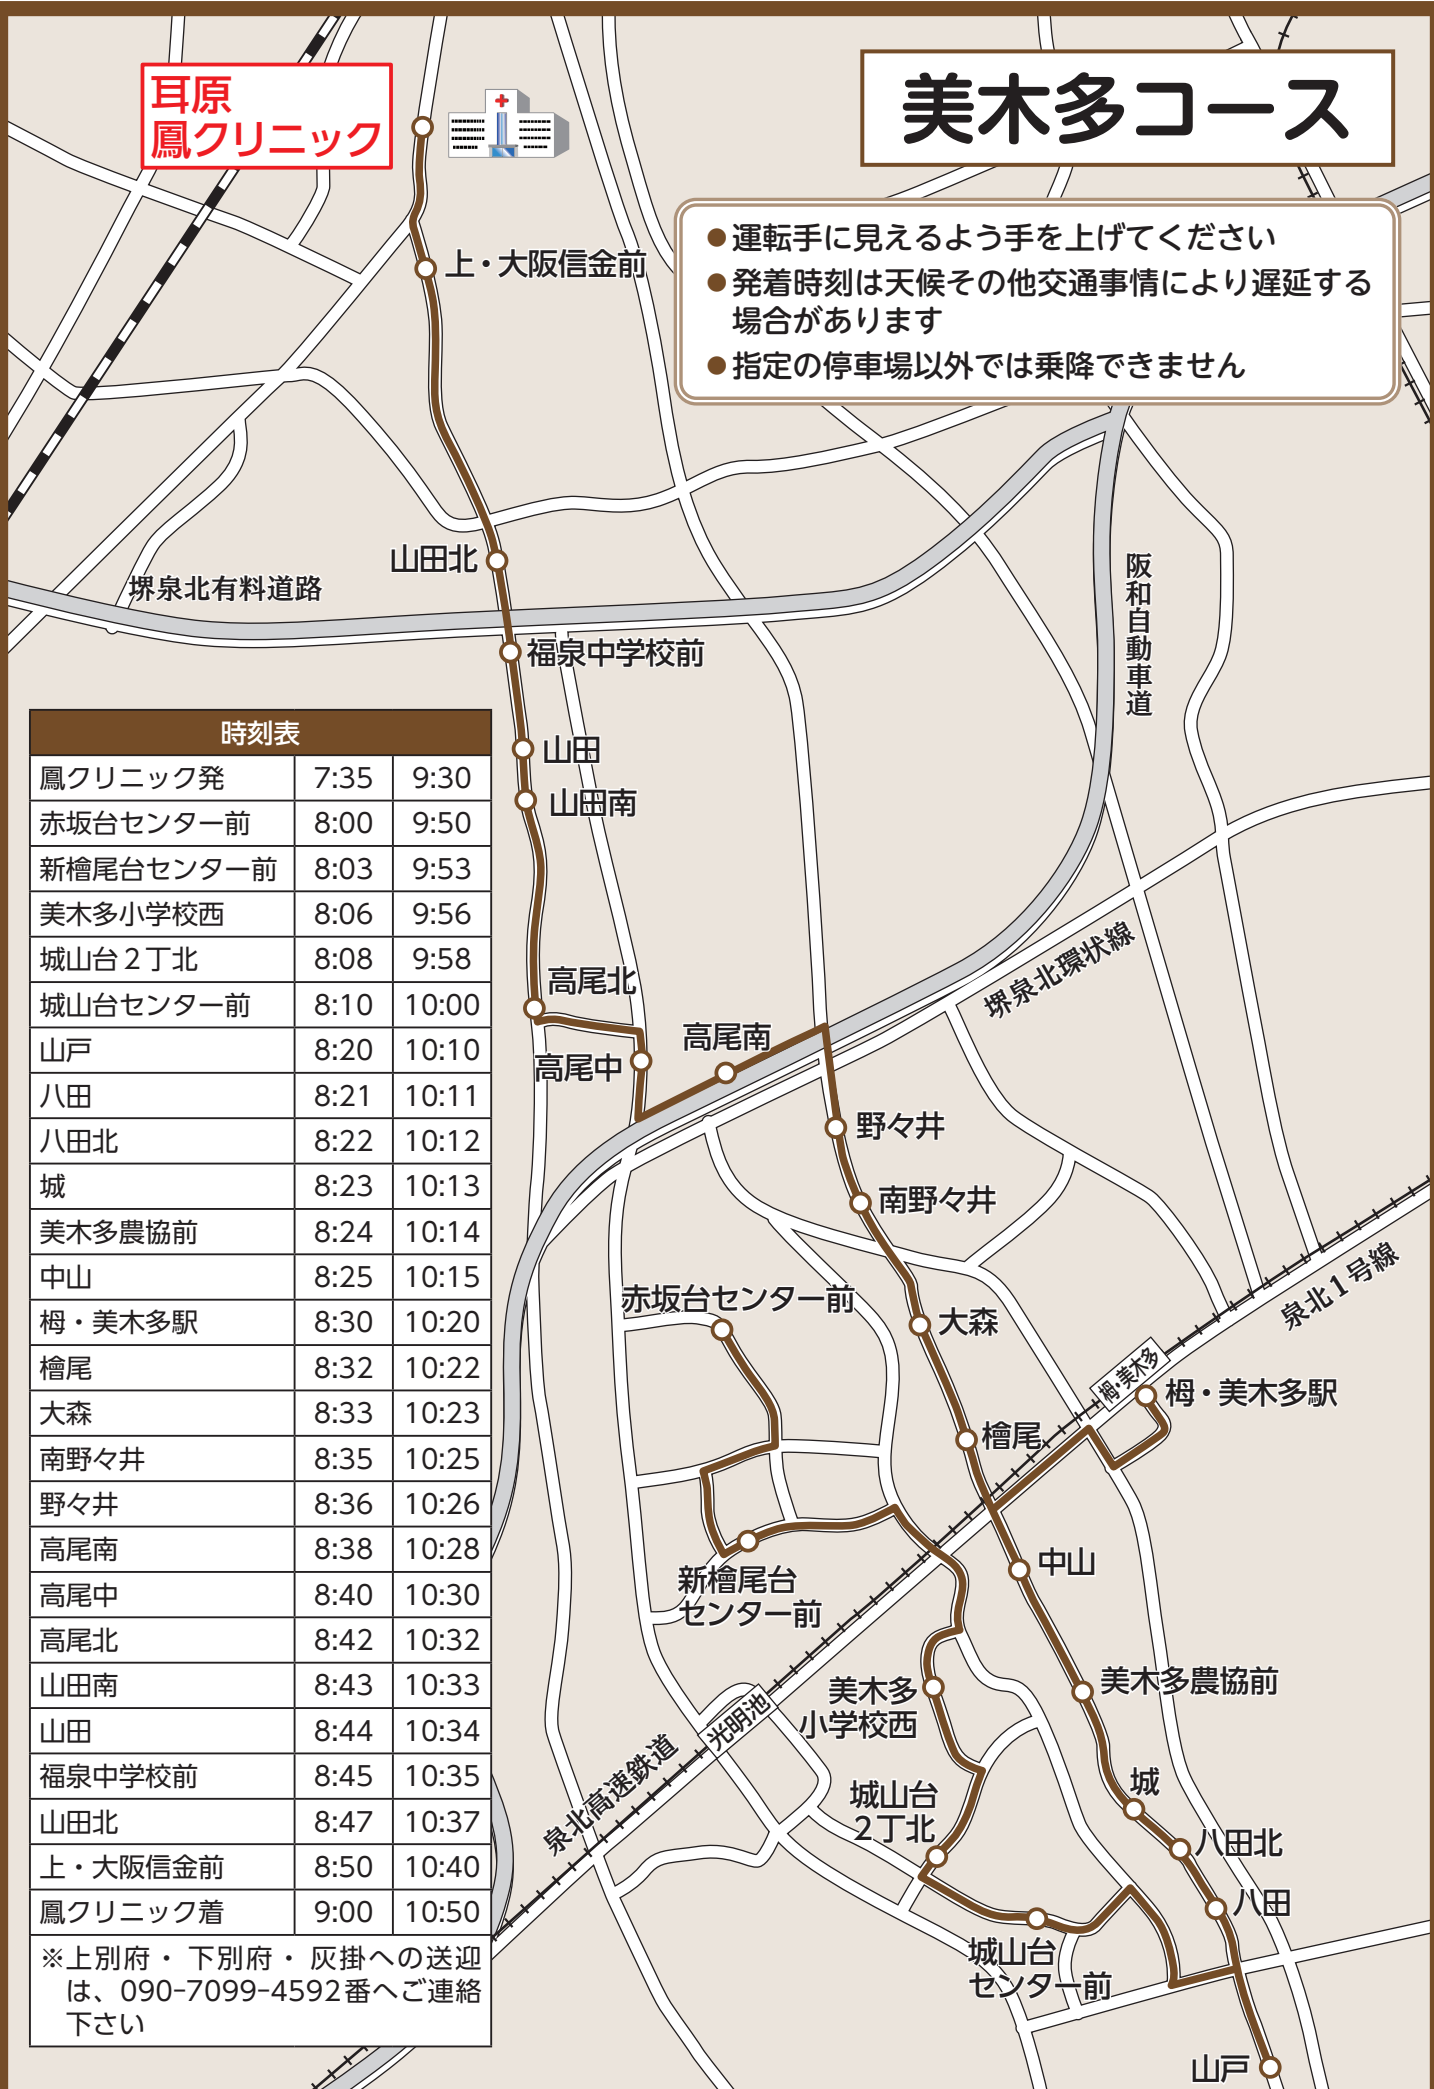 耳原
鳳クリニック
美木多コース
●運転手に見えるよう手を上げてください
●発着時刻は天候その他交通事情により遅延する
場合があります
●指定の停車場以外では乗降できません
上・大阪信金前
山田北
堺泉北有料道路
阪和自動車道
福泉中学校前
山田
山田南
高尾北
高尾中
高尾南
堺泉北環状線
野々井
南野々井
赤坂台センター前
大森
泉北1号線
栂・美木多
栂・美木多駅
檜尾
新檜尾台
センター前
中山
美木多
小学校西
美木多農協前
光明池
泉北高速鉄道
城山台
2丁北
城
八田北
八田
城山台
センター前
山戸
時刻表
鳳クリニック発 7:35 9:30
赤坂台センター前 8:00 9:50
新檜尾台センター前 8:03 9:53
美木多小学校西 8:06 9:56
城山台2丁北 8:08 9:58
城山台センター前 8:10 10:00
山戸 8:20 10:10
八田 8:21 10:11
八田北 8:22 10:12
城 8:23 10:13
美木多農協前 8:24 10:14
中山 8:25 10:15
栂・美木多駅 8:30 10:20
檜尾 8:32 10:22
大森 8:33 10:23
南野々井 8:35 10:25
野々井 8:36 10:26
高尾南 8:38 10:28
高尾中 8:40 10:30
高尾北 8:42 10:32
山田南 8:43 10:33
山田 8:44 10:34
福泉中学校前 8:45 10:35
山田北 8:47 10:37
上・大阪信金前 8:50 10:40
鳳クリニック着 9:00 10:50
※上別府・下別府・灰掛への送迎
は、090-7099-4592番へご連絡
下さい